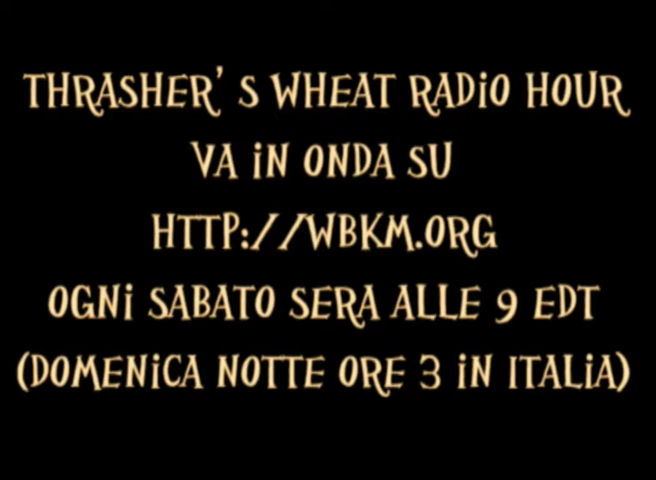 THRASHER'S WHEAT RADiO HOUR
VA iN ONDA SU
HTTP://WBKM.ORG
OGNi SABATO SERA ALLE 9 EDT
(DOMENiCA NOTTE ORE 3 iN ITALiA)